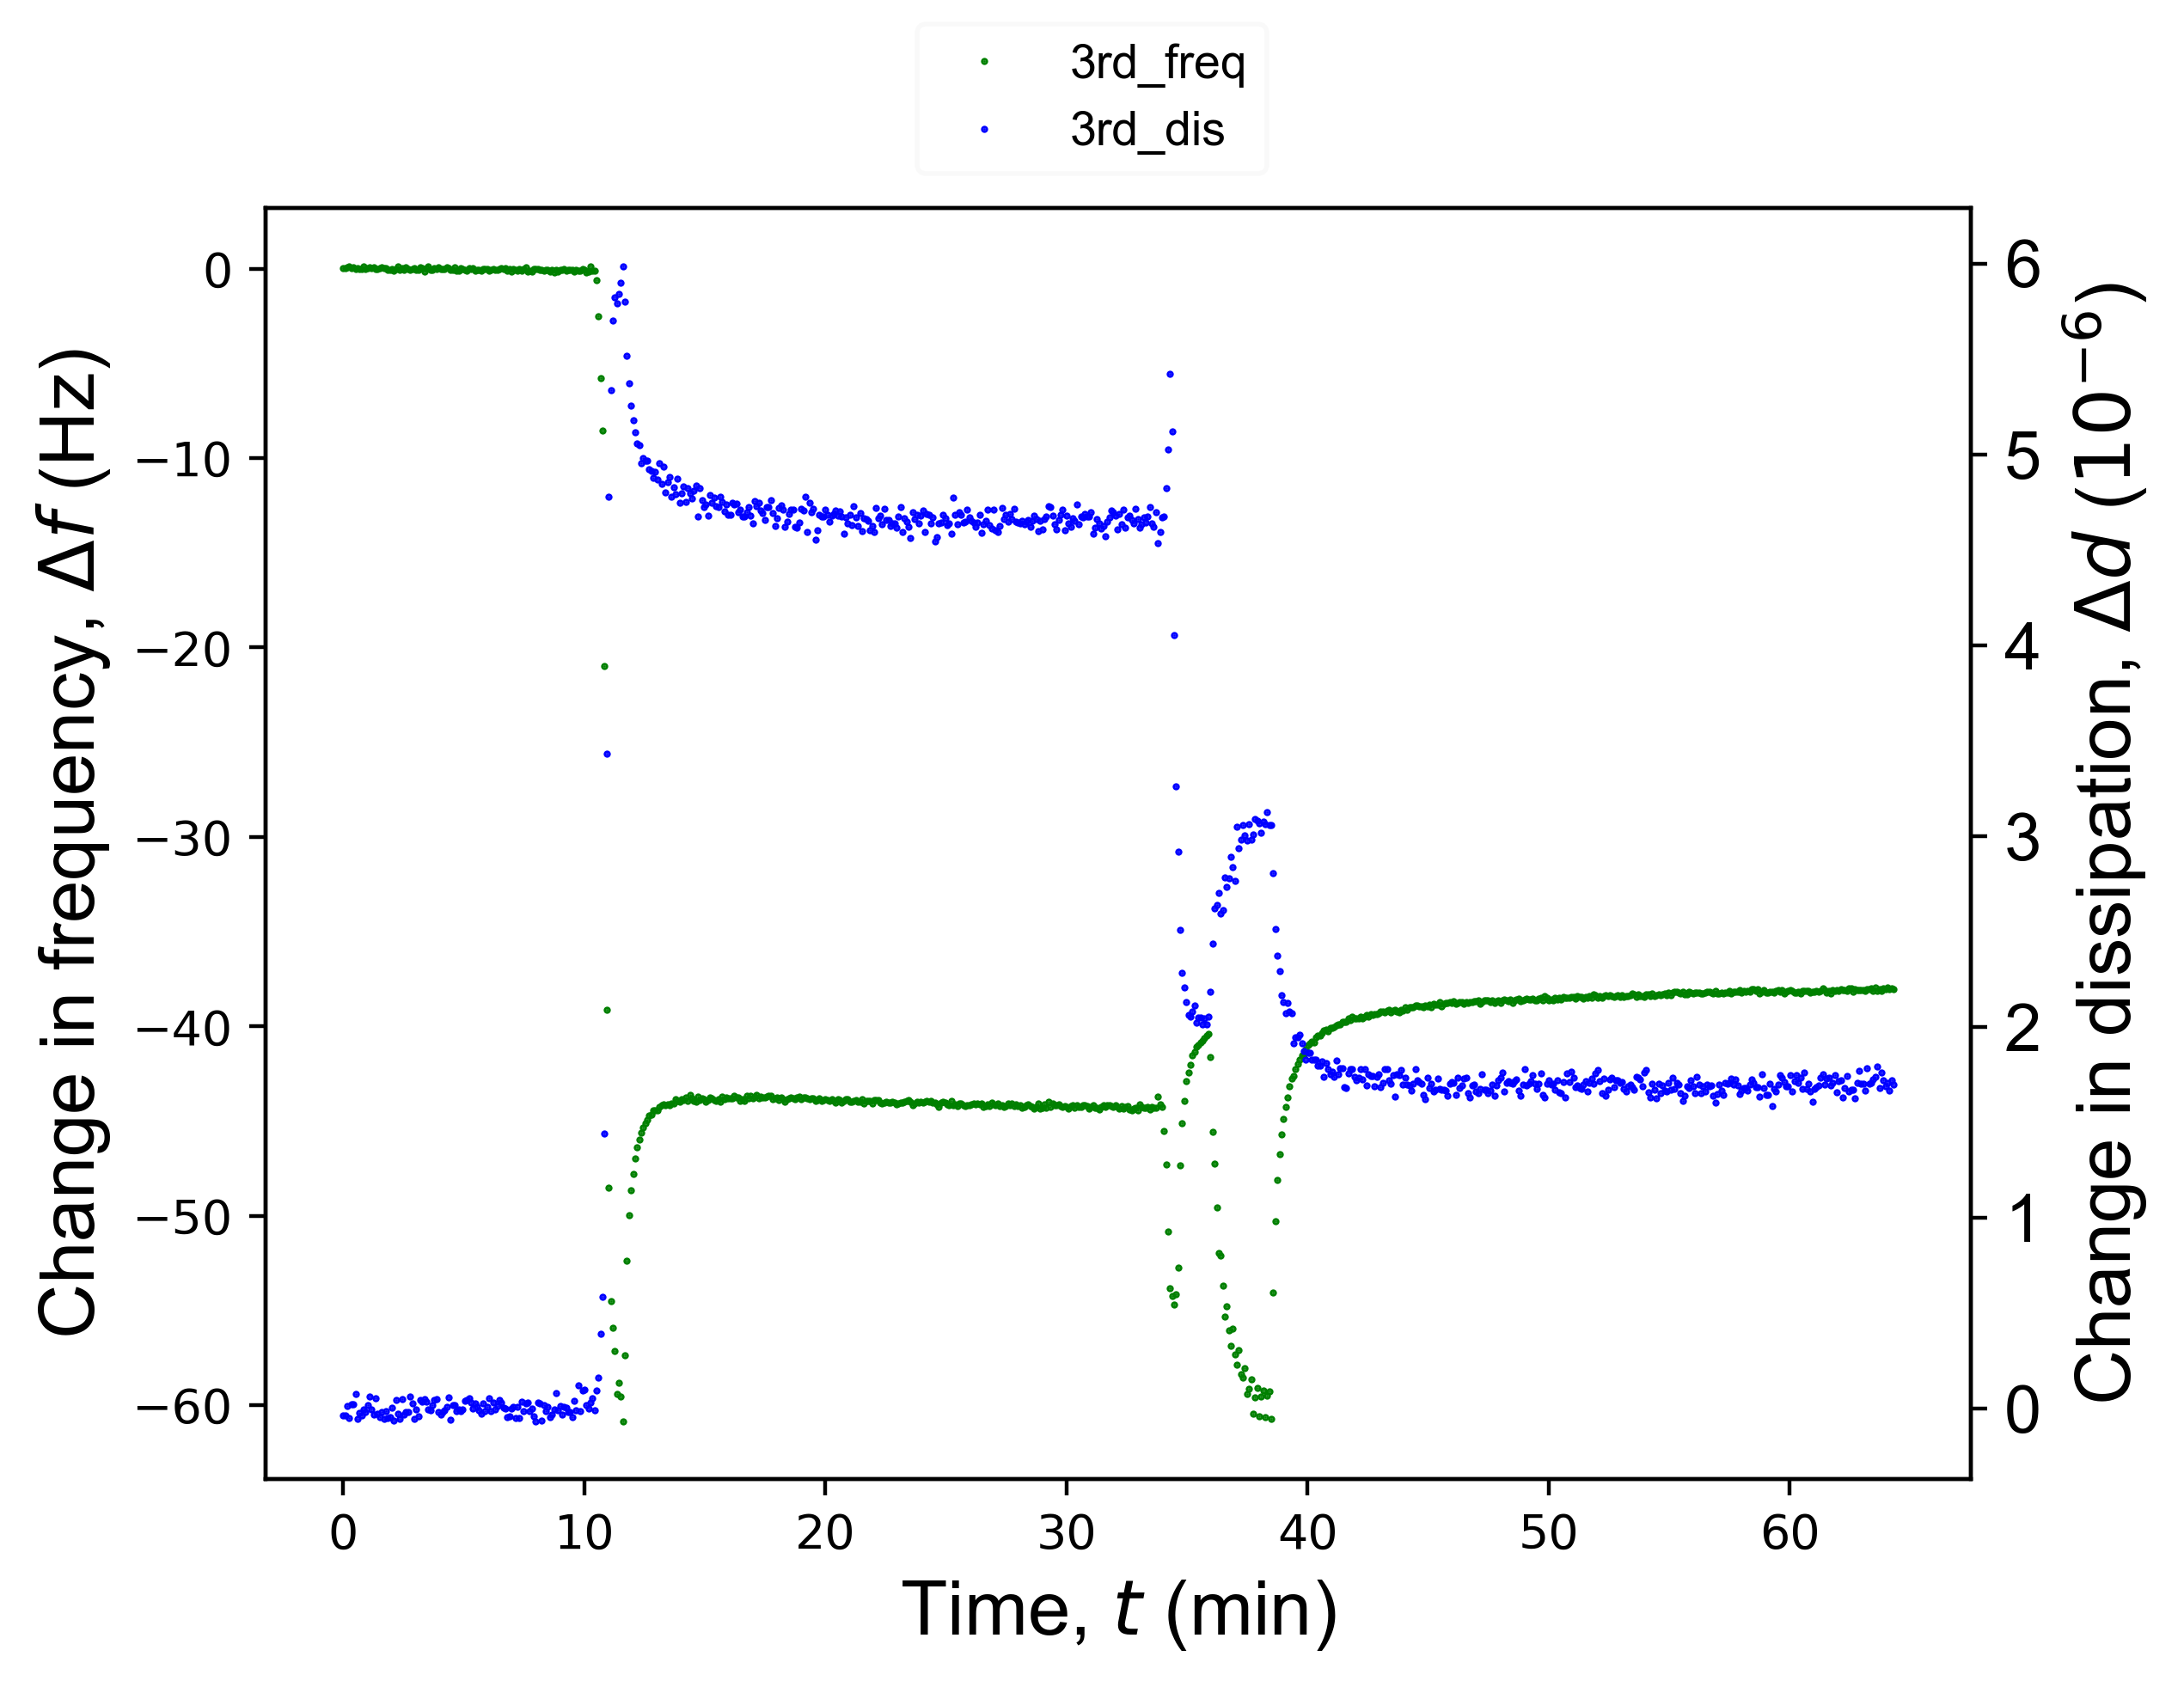 3rd_freq
3rd_dis
Change in frequency, Δf (Hz)
0
−10
−20
−30
−40
−50
−60
6
5
4
3
2
1
0
Change in dissipation, Δd (10⁻⁶)
0 10 20 30 40 50 60
Time, t (min)